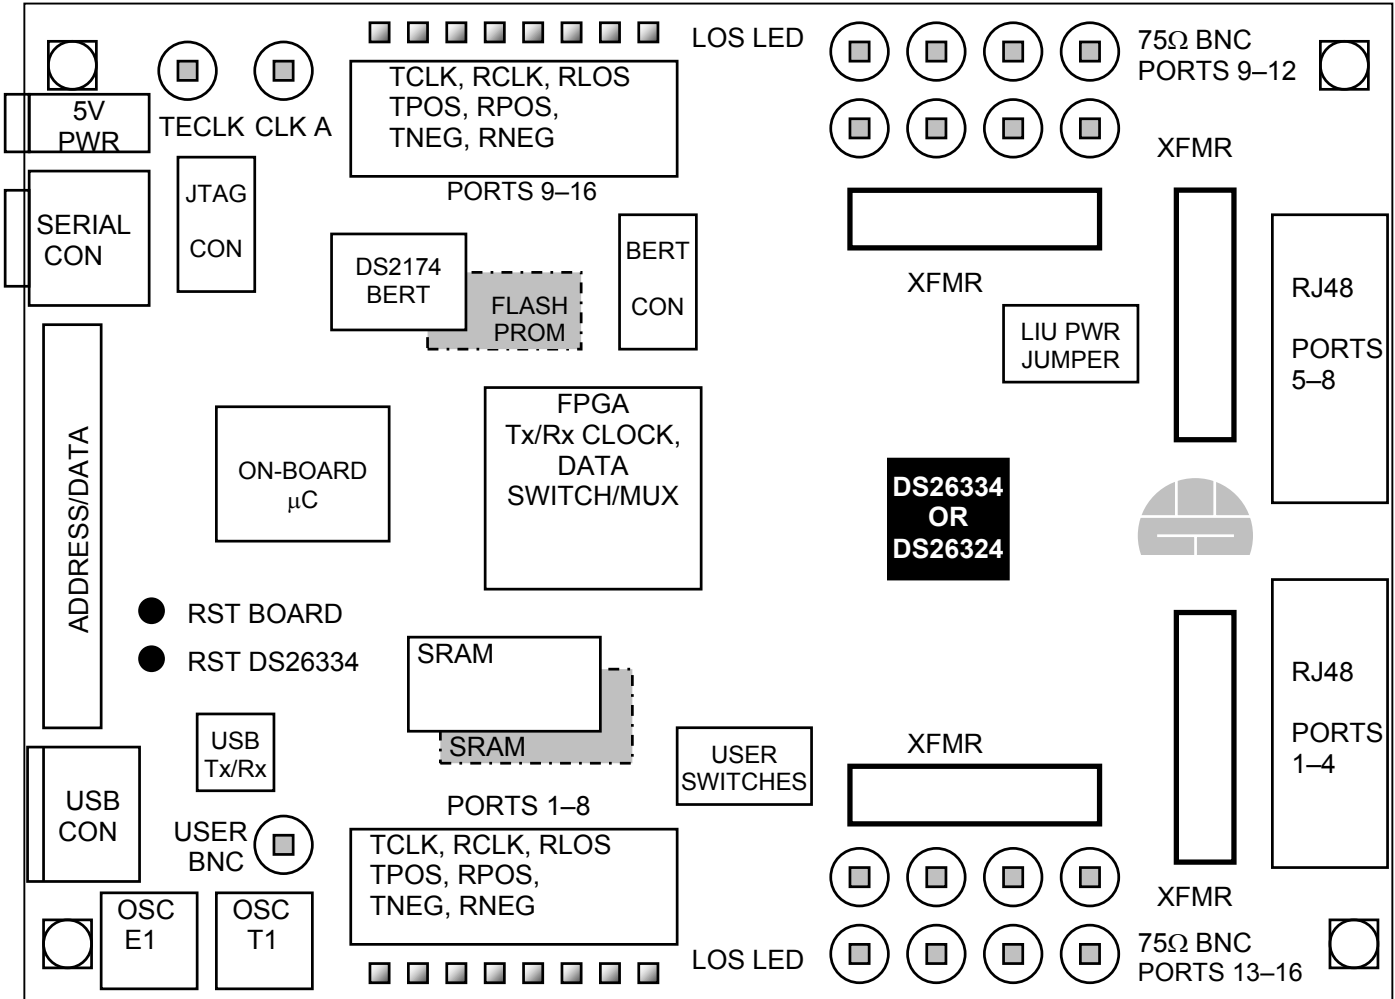 LOS LED
75Ω BNC
PORTS 9–12
5V
PWR
TECLK
CLK A
TCLK, RCLK, RLOS
TPOS, RPOS,
TNEG, RNEG
PORTS 9–16
XFMR
SERIAL
CON
JTAG
CON
DS2174
BERT
FLASH
PROM
BERT
CON
XFMR
LIU PWR
JUMPER
RJ48
PORTS
5–8
ADDRESS/DATA
ON-BOARD
μC
FPGA
Tx/Rx CLOCK,
DATA
SWITCH/MUX
DS26334
OR
DS26324
RST BOARD
RST DS26334
SRAM
SRAM
USB
Tx/Rx
USER
SWITCHES
XFMR
RJ48
PORTS
1–4
USB
CON
USER
BNC
PORTS 1–8
TCLK, RCLK, RLOS
TPOS, RPOS,
TNEG, RNEG
XFMR
OSC
E1
OSC
T1
LOS LED
75Ω BNC
PORTS 13–16